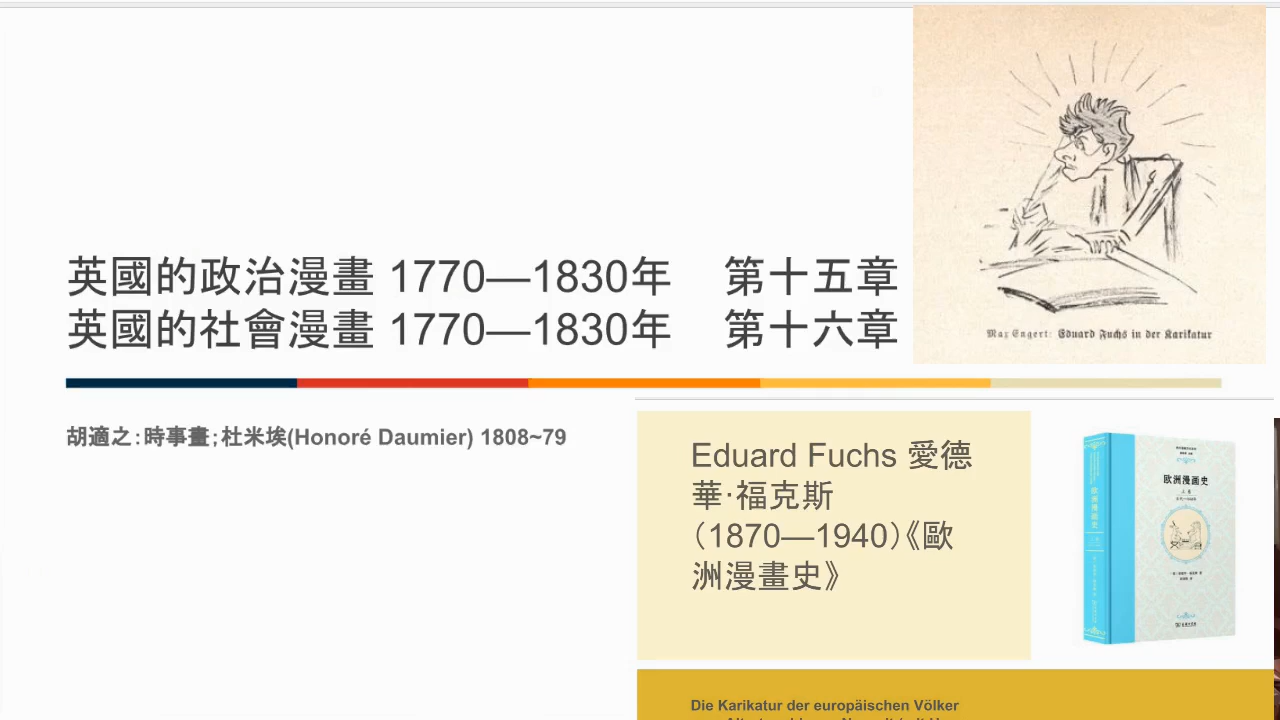 英國的政治漫畫 1770—1830年 第十五章
英國的社會漫畫 1770—1830年 第十六章
胡適之:時事畫;杜米埃(Honoré Daumier) 1808~79
Max Engert: Eduard Fuchs in der Karikatur
Eduard Fuchs 愛德
華·福克斯
(1870—1940)《歐
洲漫畫史》
欧洲漫画史
Die Karikatur der europäischen Völker